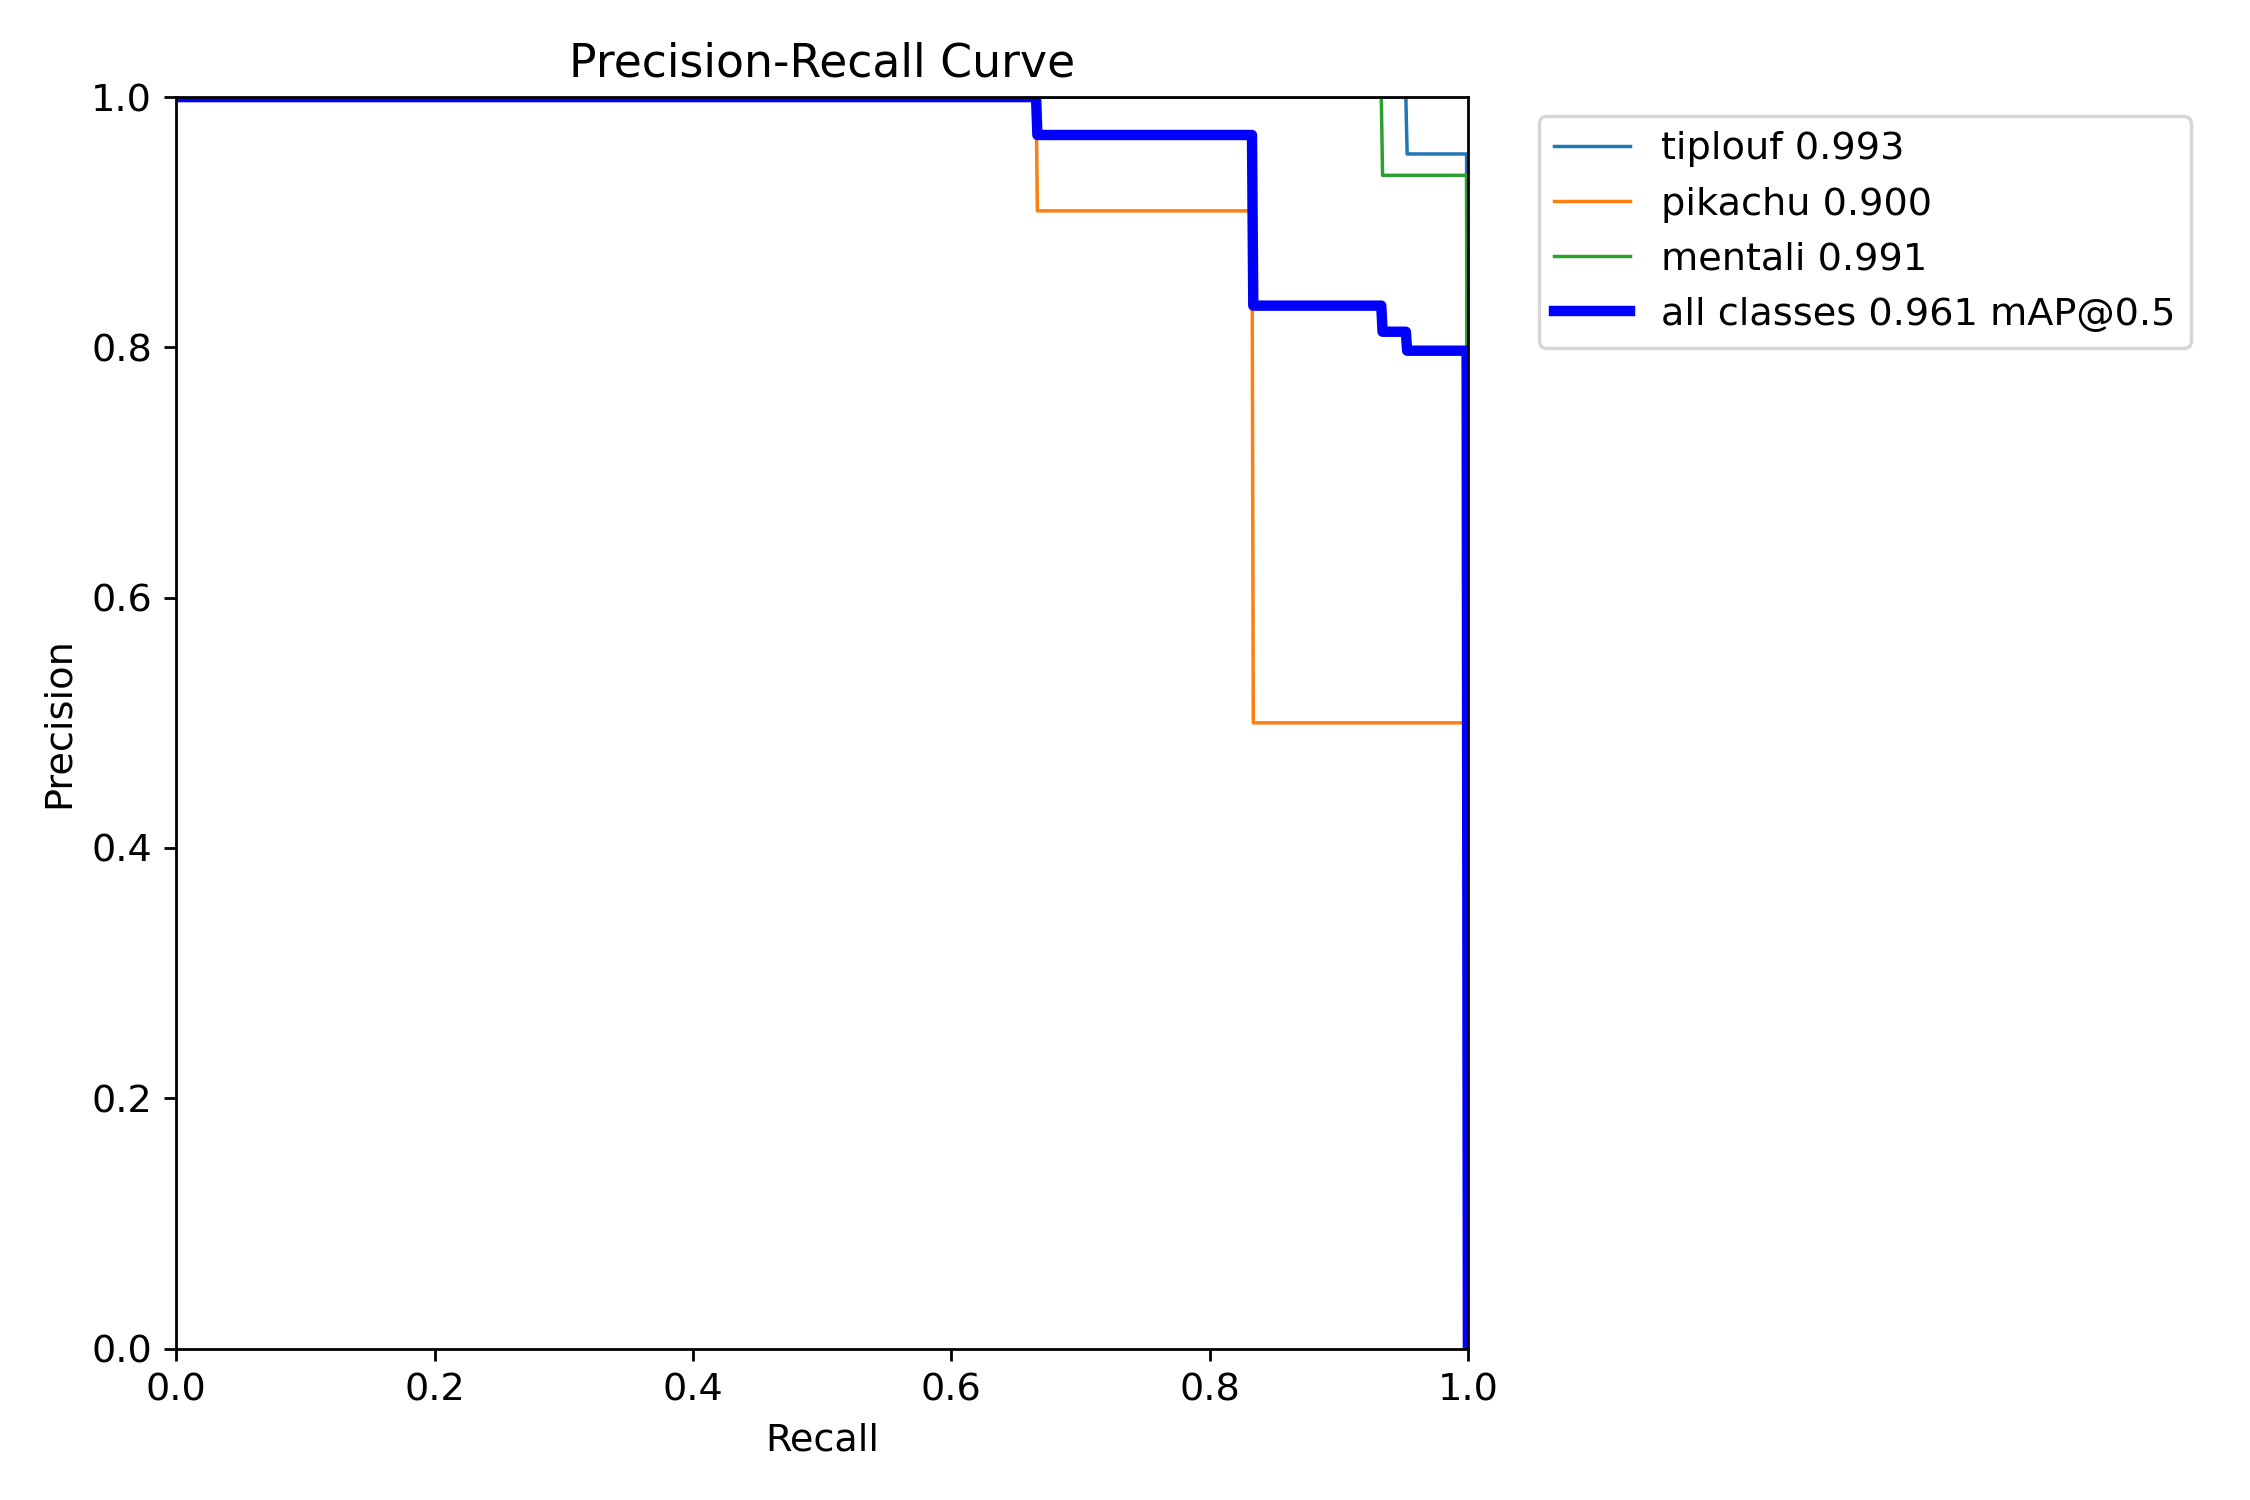 Precision-Recall Curve
1.0
0.8
0.6
0.4
0.2
0.0
Precision
0.0 0.2 0.4 0.6 0.8 1.0
Recall
tiplouf 0.993
pikachu 0.900
mentali 0.991
all classes 0.961 mAP@0.5